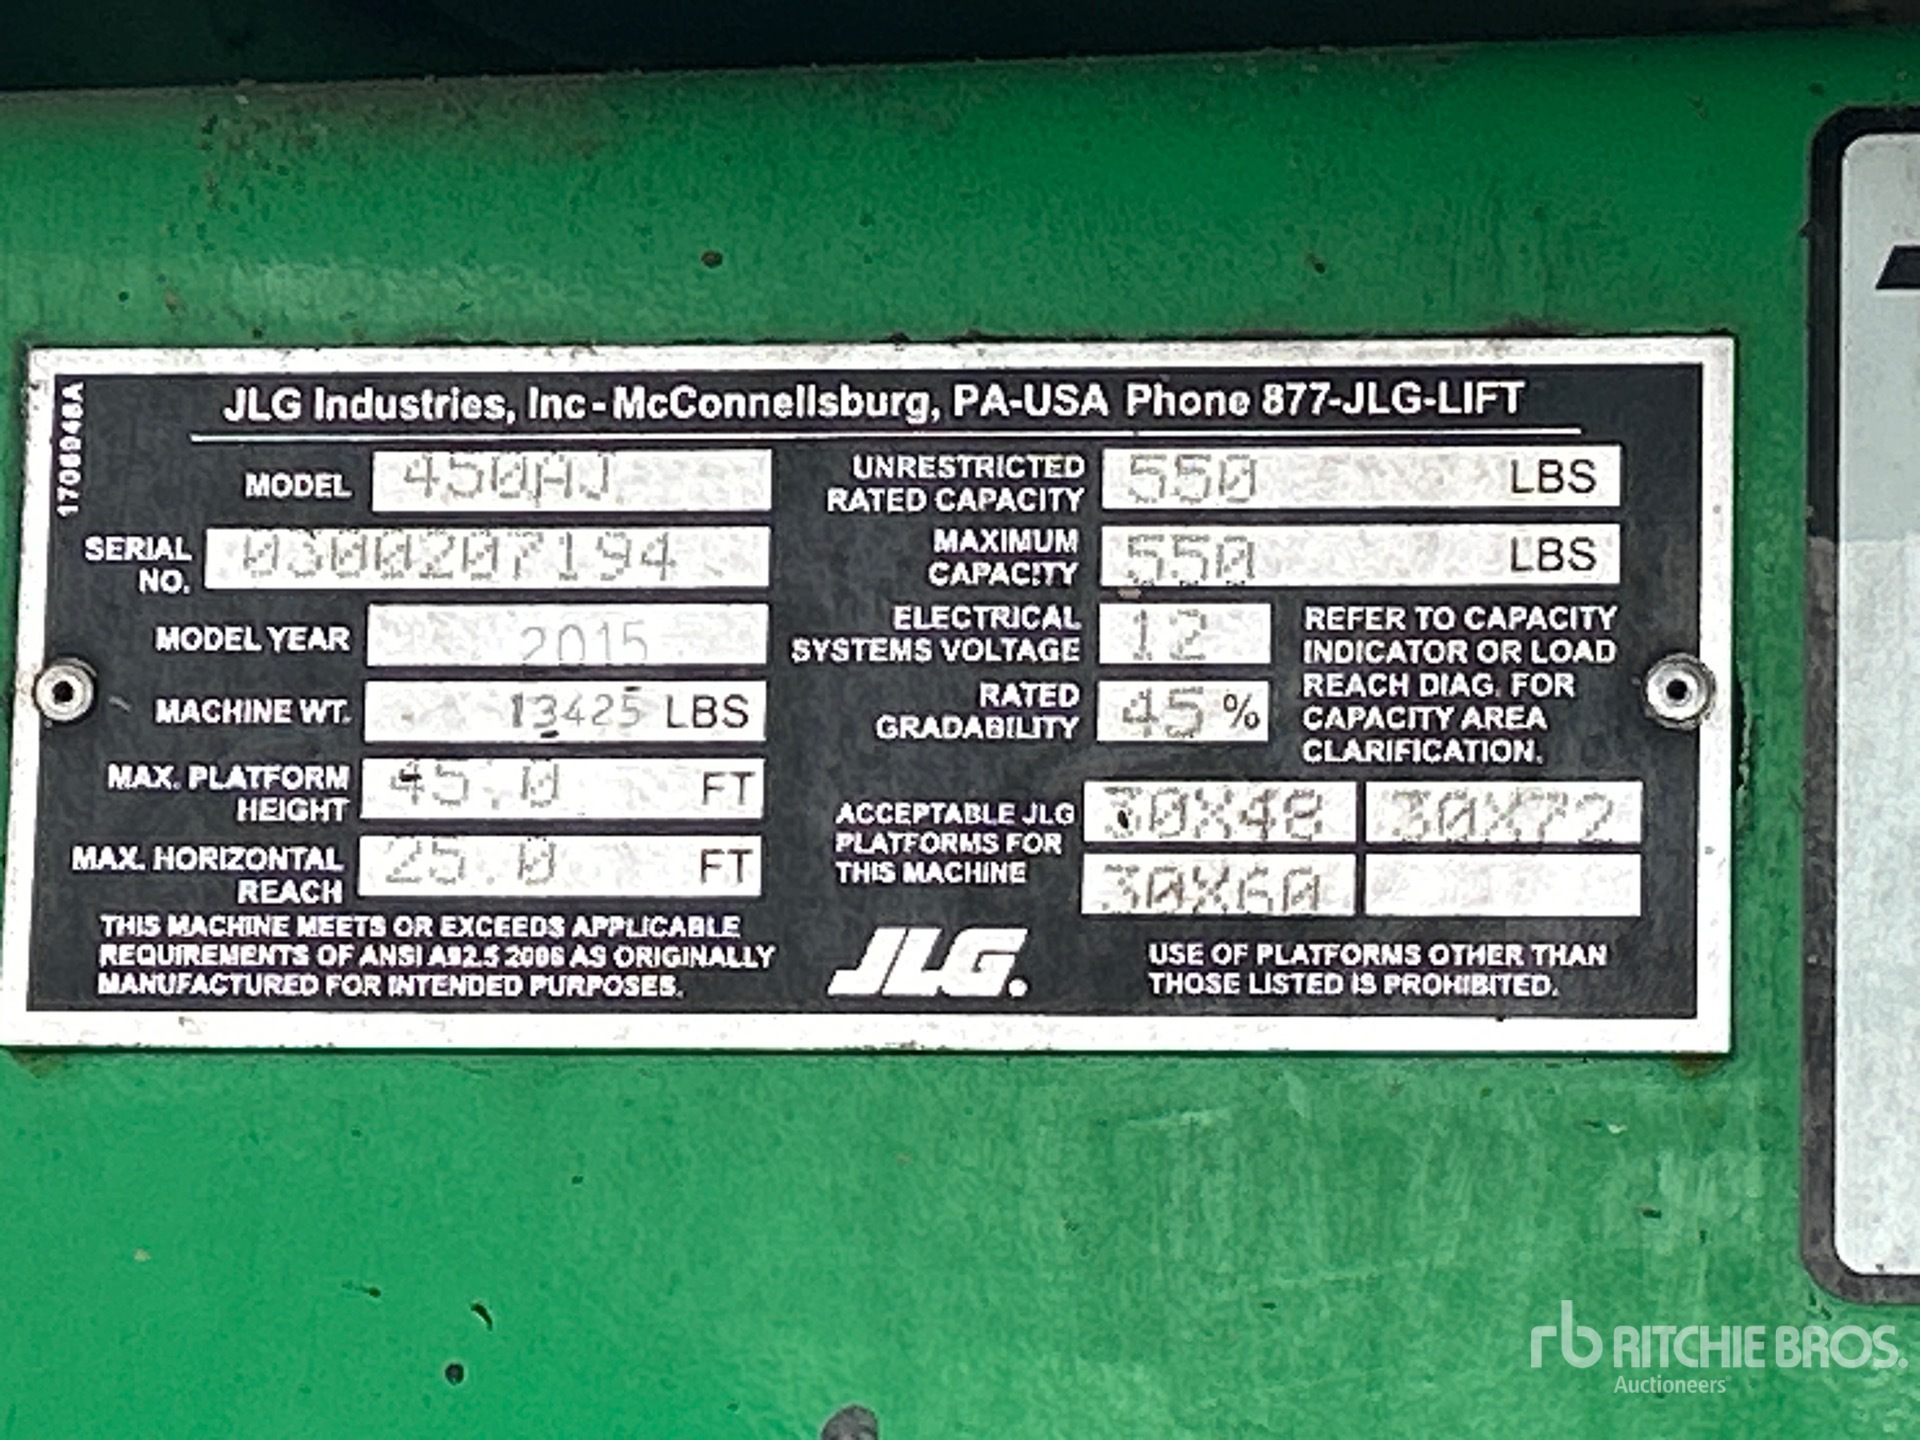 1706948A
JLG Industries, Inc - McConnellsburg, PA-USA Phone 877-JLG-LIFT
MODEL 450AJ
SERIAL NO. 0300207194
MODEL YEAR 2015
MACHINE WT. 13425 LBS
MAX. PLATFORM HEIGHT 45.0 FT
MAX. HORIZONTAL REACH 25.0 FT
THIS MACHINE MEETS OR EXCEEDS APPLICABLE
REQUIREMENTS OF ANSI A92.5 2006 AS ORIGINALLY
MANUFACTURED FOR INTENDED PURPOSES.
UNRESTRICTED RATED CAPACITY 550 LBS
MAXIMUM CAPACITY 550 LBS
ELECTRICAL SYSTEMS VOLTAGE 12
RATED GRADABILITY 45 %
REFER TO CAPACITY
INDICATOR OR LOAD
REACH DIAG. FOR
CAPACITY AREA
CLARIFICATION.
ACCEPTABLE JLG
PLATFORMS FOR
THIS MACHINE
30X48 30X72
30X60
JLG.
USE OF PLATFORMS OTHER THAN
THOSE LISTED IS PROHIBITED.
rb RITCHIE BROS.
Auctioneers